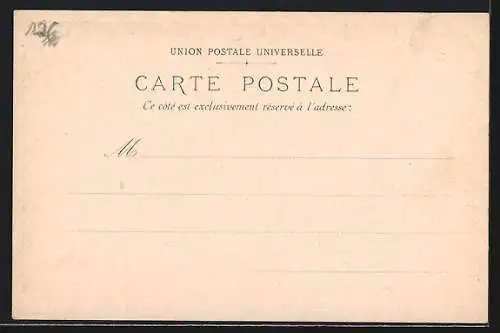 UNION POSTALE UNIVERSELLE
CARTE POSTALE
Ce côté est exclusivement réservé à l'adresse:
M